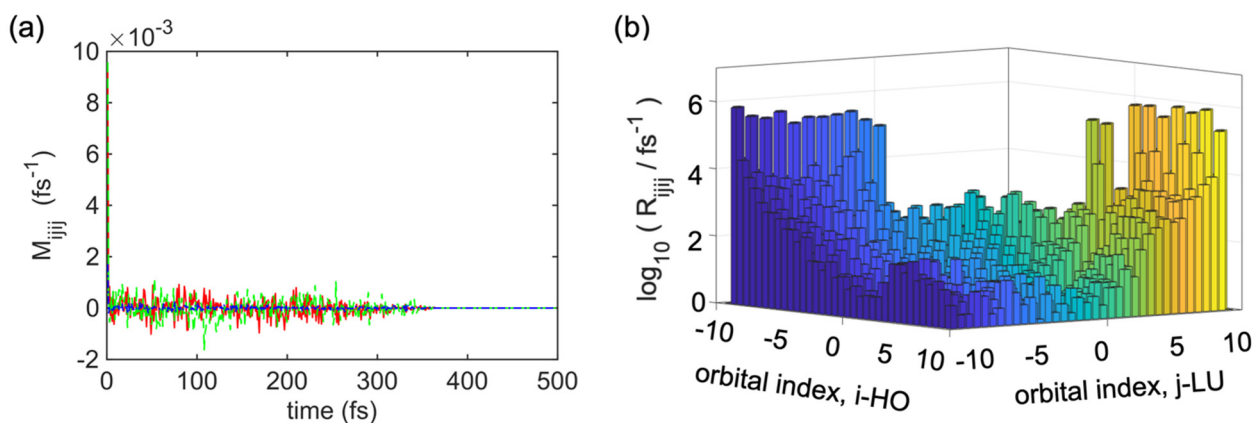 (a)
×10⁻³
10
8
6
4
2
0
-2
M_ijij (fs⁻¹)
0 100 200 300 400 500
time (fs)
(b)
6
4
2
0
log₁₀ ( R_ijij / fs⁻¹ )
-10 0 5 10
orbital index, i-HO
-10 -5 0 5 10
orbital index, j-LU